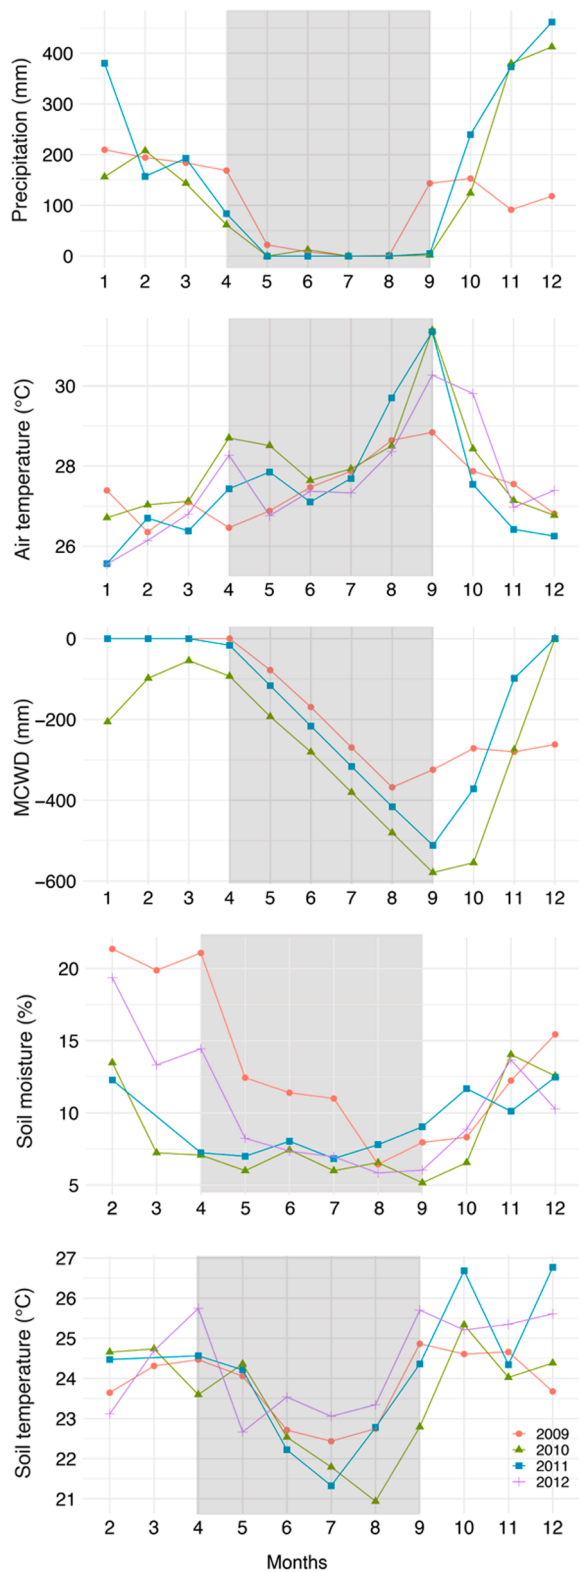 Precipitation (mm)
400
300
200
100
0
1 2 3 4 5 6 7 8 9 10 11 12
Air temperature (°C)
30
28
26
1 2 3 4 5 6 7 8 9 10 11 12
MCWD (mm)
0
−200
−400
−600
1 2 3 4 5 6 7 8 9 10 11 12
Soil moisture (%)
20
15
10
5
2 3 4 5 6 7 8 9 10 11 12
Soil temperature (°C)
27
26
25
24
23
22
21
2009
2010
2011
2012
2 3 4 5 6 7 8 9 10 11 12
Months